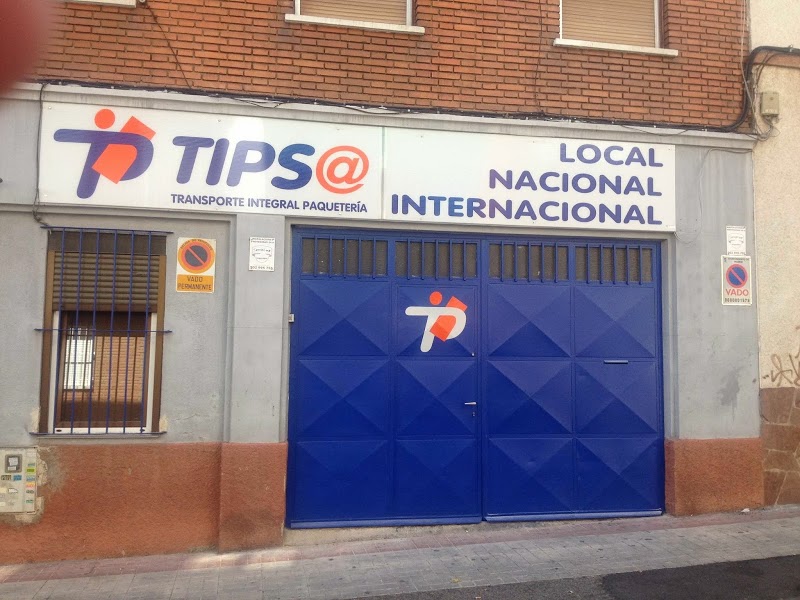 TIPS@
TRANSPORTE INTEGRAL PAQUETERÍA
LOCAL
NACIONAL
INTERNACIONAL
VADO
PERMANENTE
VADO